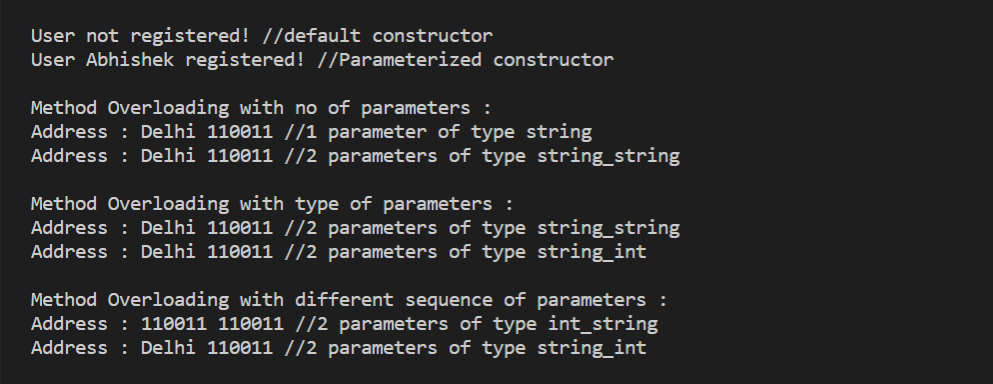 User not registered! //default constructor
User Abhishek registered! //Parameterized constructor
Method Overloading with no of parameters :
Address : Delhi 110011 //1 parameter of type string
Address : Delhi 110011 //2 parameters of type string_string
Method Overloading with type of parameters :
Address : Delhi 110011 //2 parameters of type string_string
Address : Delhi 110011 //2 parameters of type string_int
Method Overloading with different sequence of parameters :
Address : 110011 110011 //2 parameters of type int_string
Address : Delhi 110011 //2 parameters of type string_int